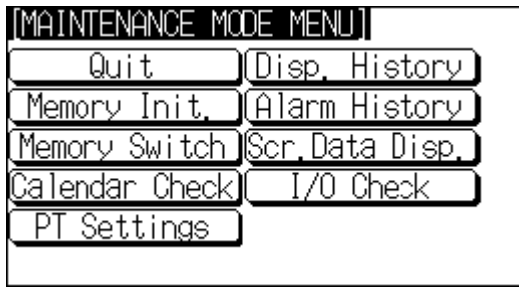 [MAINTENANCE MODE MENU]
Quit Disp. History
Memory Init. Alarm History
Memory Switch Scr.Data Disp.
Calendar Check I/O Check
PT Settings